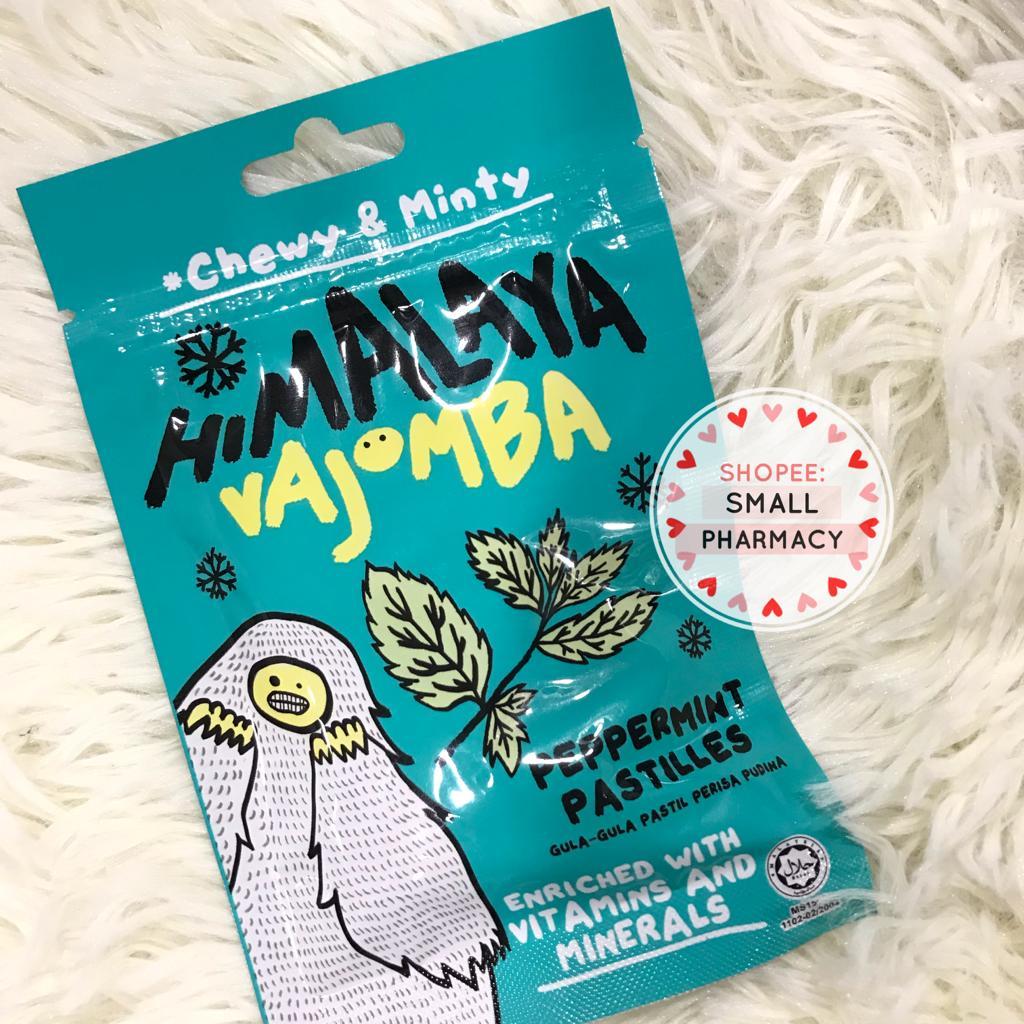 *Chewy & Minty
HiMALAYA
VAJOMBA
SHOPEE:
SMALL
PHARMACY
PEPPERMINT
PASTILLES
GULA-GULA PASTIL PERISA PUDINA
ENRICHED WITH
VITAMINS AND
MINERALS
حلال